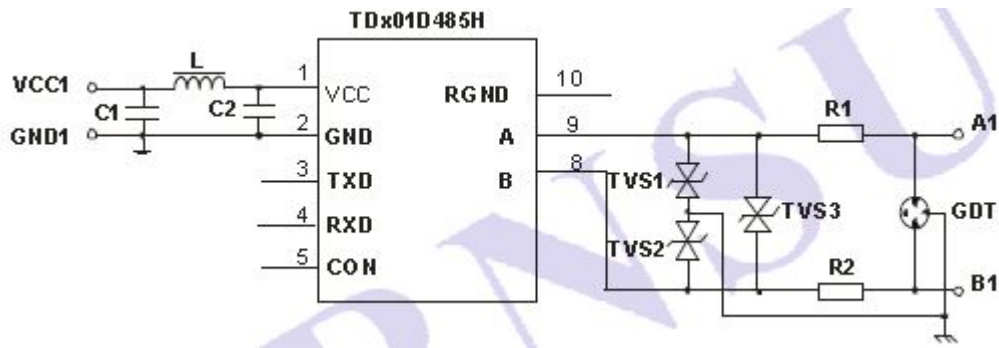 TDx01D485H
L
1
10
VCC1
VCC
RGND
C1
C2
2
9
R1
A1
GND1
GND
A
3
8
TXD
B
TVS1
4
TVS3
GDT
RXD
TVS2
5
R2
CON
B1
RNSU